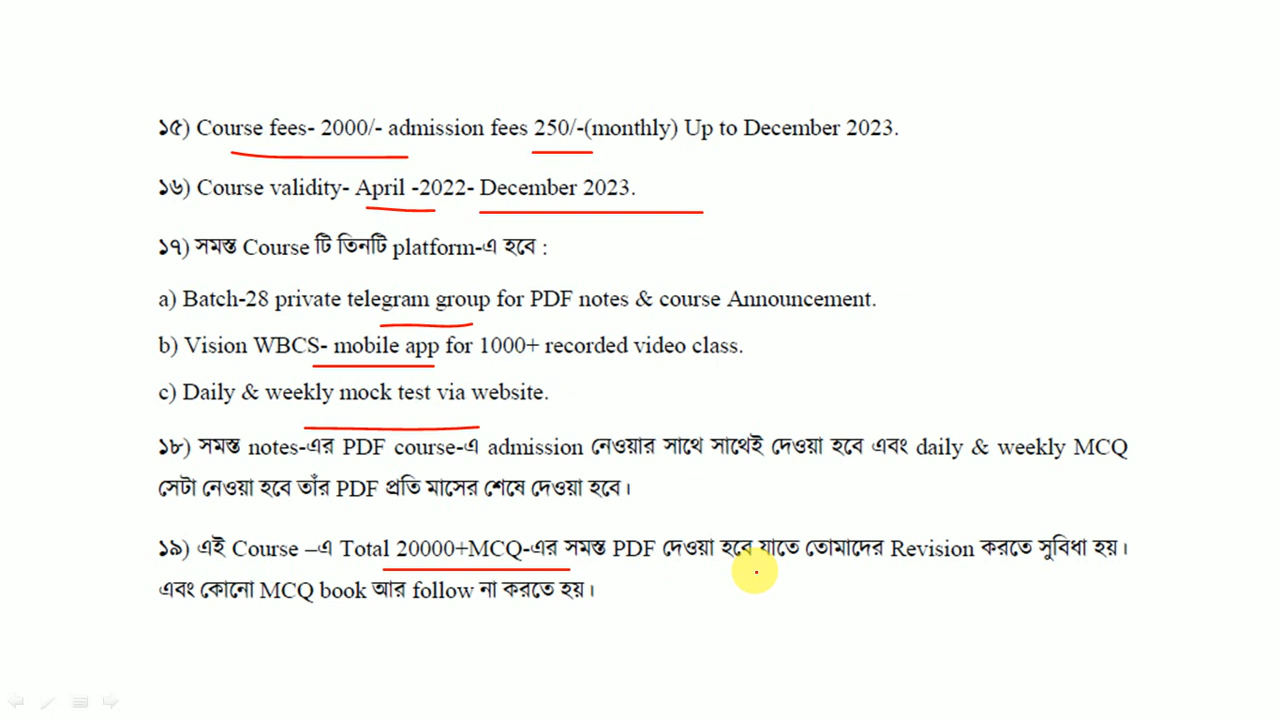 ১৫) Course fees- 2000/- admission fees 250/-(monthly) Up to December 2023.
১৬) Course validity- April -2022- December 2023.
১৭) সমস্ত Course টি তিনটি platform-এ হবে :
a) Batch-28 private telegram group for PDF notes & course Announcement.
b) Vision WBCS- mobile app for 1000+ recorded video class.
c) Daily & weekly mock test via website.
১৮) সমস্ত notes-এর PDF course-এ admission নেওয়ার সাথে সাথেই দেওয়া হবে এবং daily & weekly MCQ
সেটা নেওয়া হবে তাঁর PDF প্রতি মাসের শেষে দেওয়া হবে।
১৯) এই Course –এ Total 20000+MCQ-এর সমস্ত PDF দেওয়া হবে যাতে তোমাদের Revision করতে সুবিধা হয়।
এবং কোনো MCQ book আর follow না করতে হয়।